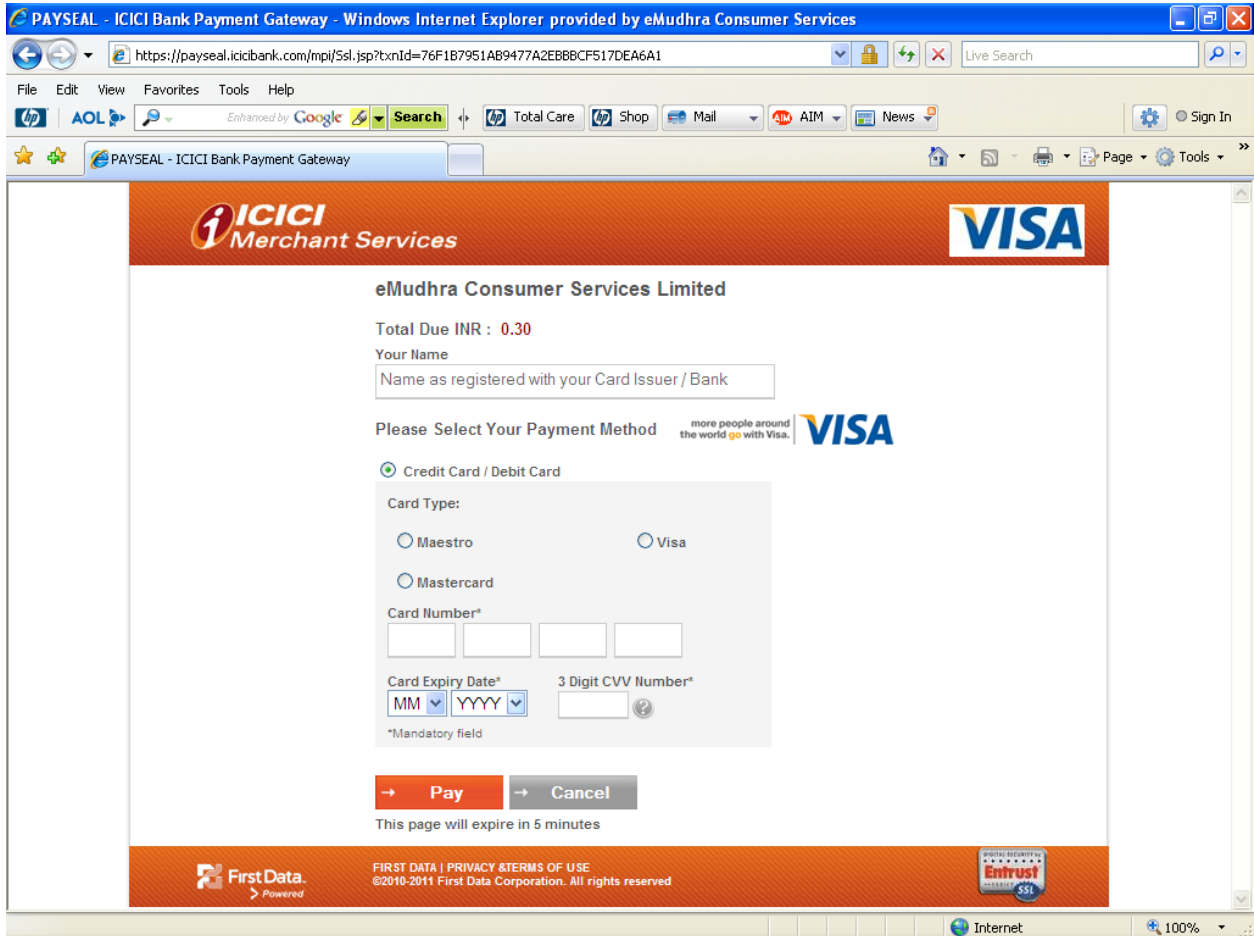 PAYSEAL - ICICI Bank Payment Gateway - Windows Internet Explorer provided by eMudhra Consumer Services
https://payseal.icicibank.com/mpi/Ssl.jsp?txnId=76F1B7951AB9477A2EBBBCF517DEA6A1
Live Search
File Edit View Favorites Tools Help
hp AOL Enhanced by Google Search Total Care Shop Mail AIM News Sign In
PAYSEAL - ICICI Bank Payment Gateway Page Tools »
ICICI
Merchant Services
VISA
eMudhra Consumer Services Limited
Total Due INR : 0.30
Your Name
Name as registered with your Card Issuer / Bank
Please Select Your Payment Method
more people around
the world go with Visa.
VISA
Credit Card / Debit Card
Card Type:
Maestro Visa
Mastercard
Card Number*
Card Expiry Date* 3 Digit CVV Number*
MM YYYY ?
*Mandatory field
→ Pay → Cancel
This page will expire in 5 minutes
First Data.
> Powered
FIRST DATA | PRIVACY &TERMS OF USE
©2010-2011 First Data Corporation. All rights reserved
DIGITAL SECURITY by
Entrust
SSL
Internet 100%